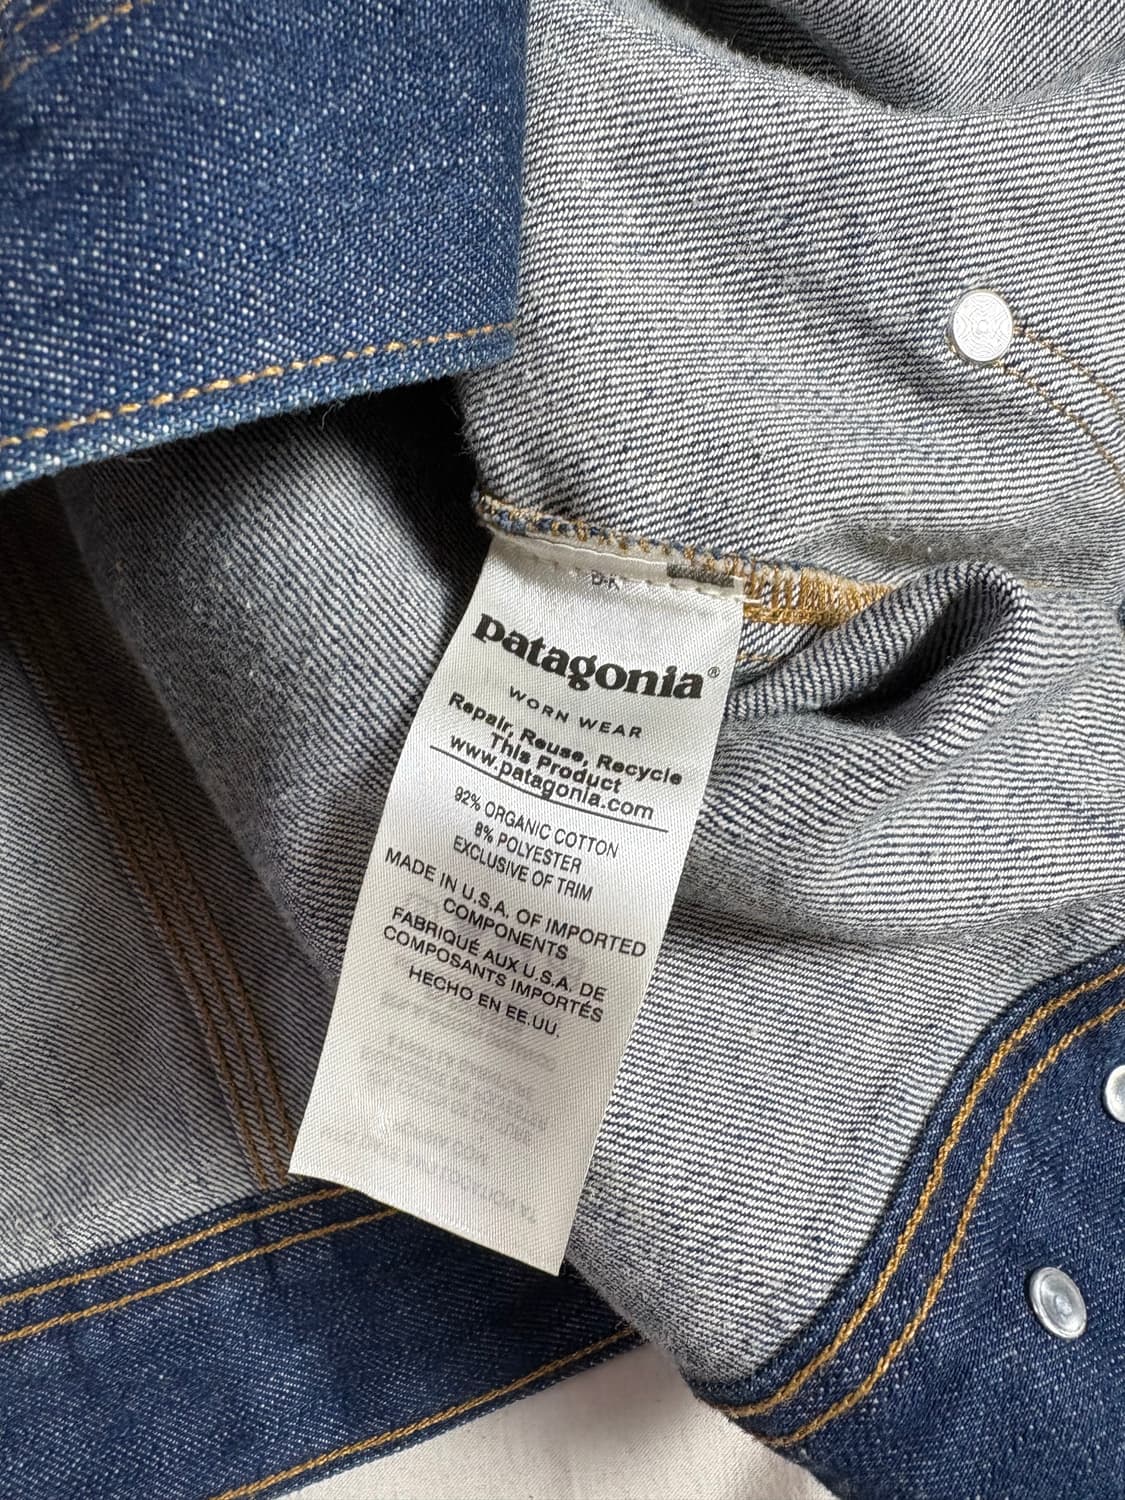 patagonia®
WORN WEAR
Repair, Reuse, Recycle
This Product
www.patagonia.com
92% ORGANIC COTTON
8% POLYESTER
EXCLUSIVE OF TRIM
MADE IN U.S.A. OF IMPORTED
COMPONENTS
FABRIQUÉ AUX U.S.A. DE
COMPOSANTS IMPORTÉS
HECHO EN EE.UU.